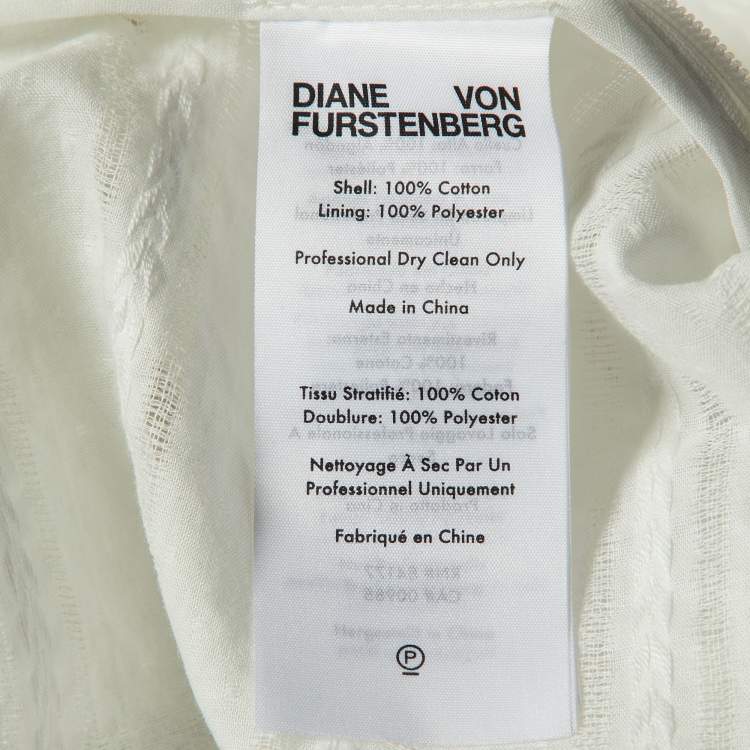 DIANE VON
FURSTENBERG
Shell: 100% Cotton
Lining: 100% Polyester
Professional Dry Clean Only
Made in China
Tissu Stratifié: 100% Coton
Doublure: 100% Polyester
Nettoyage À Sec Par Un
Professionnel Uniquement
Fabriqué en Chine
P